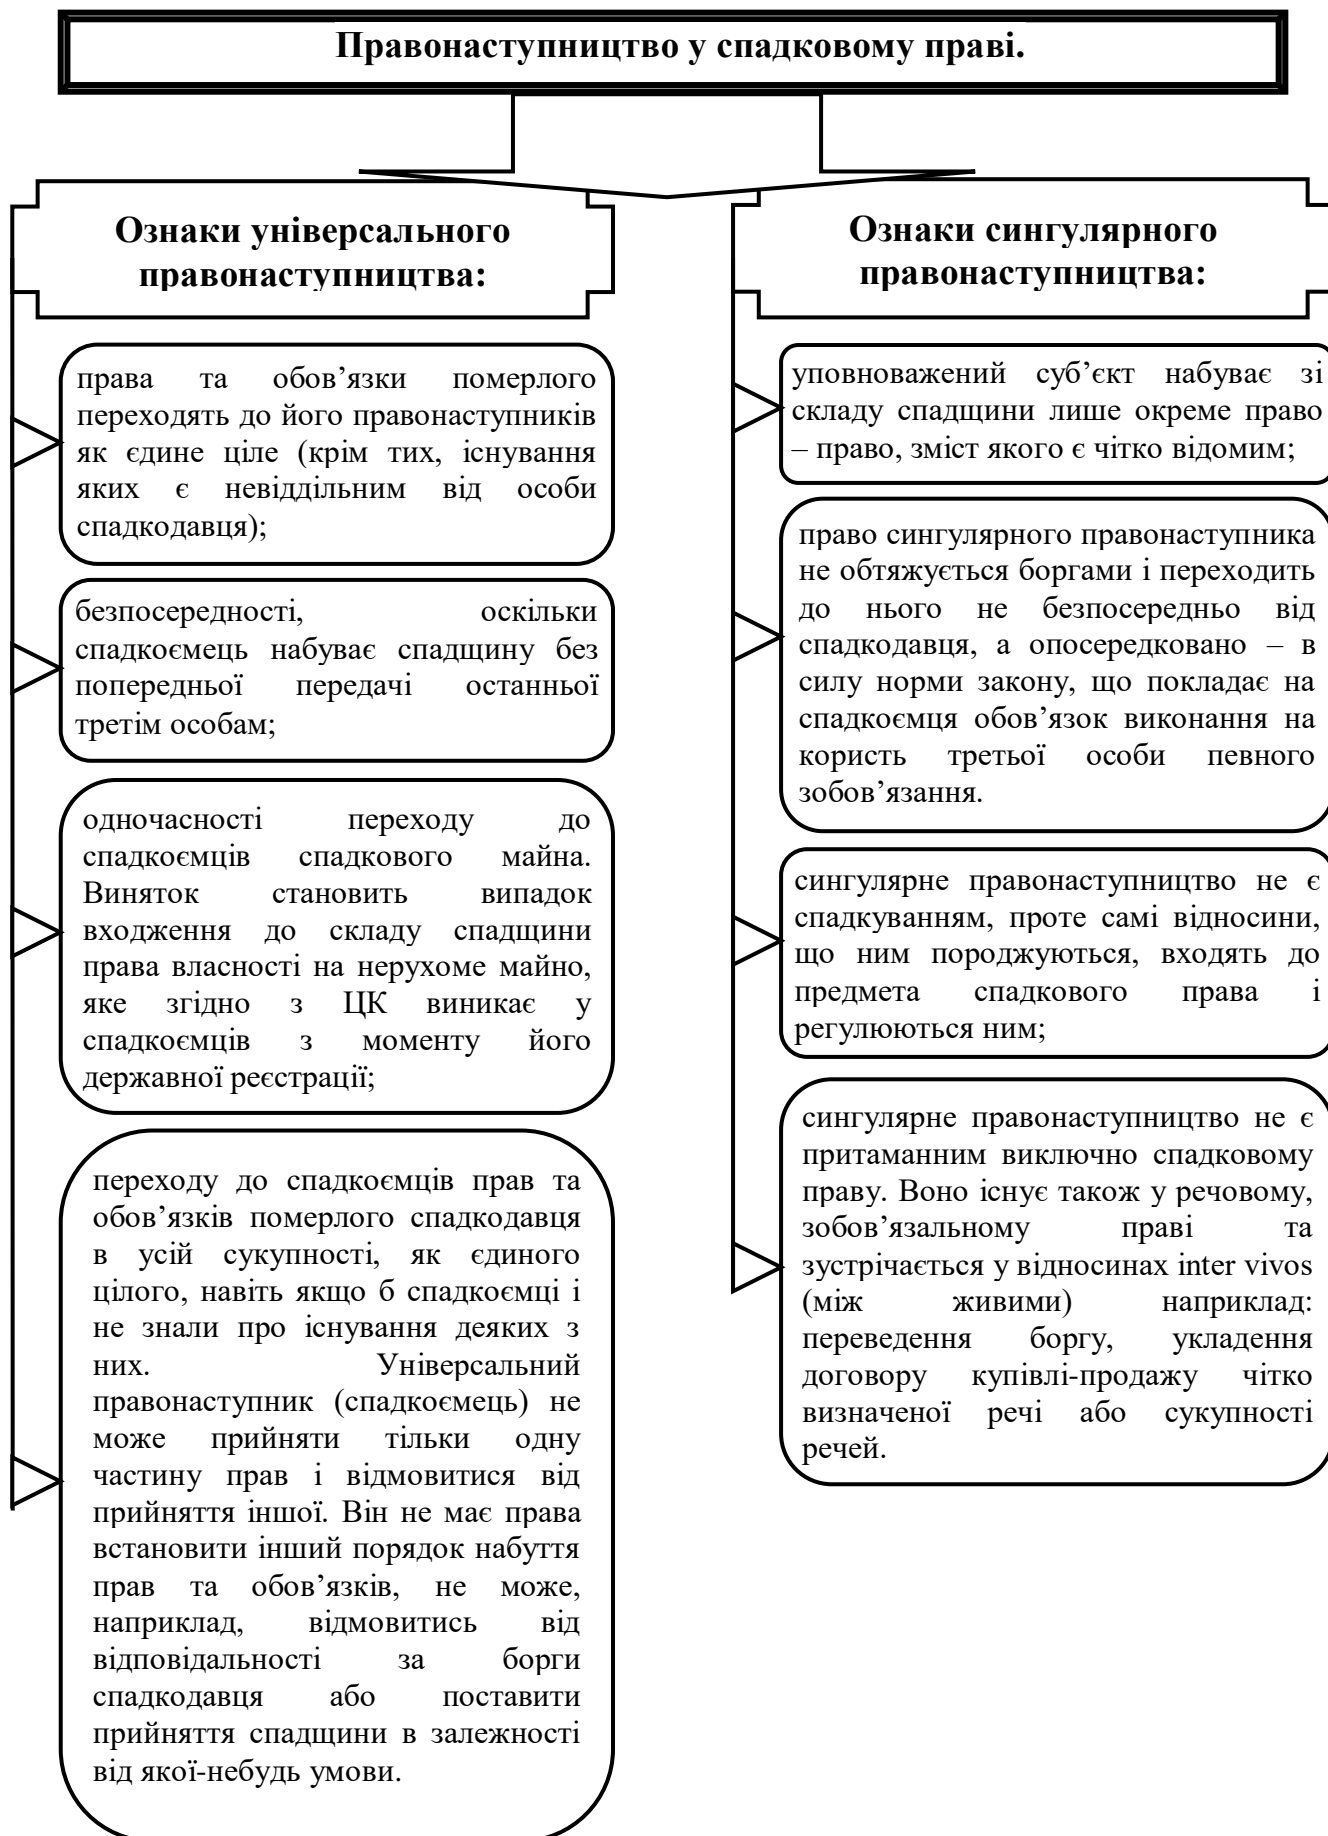 Правонаступництво у спадковому праві.
Ознаки універсального
правонаступництва:
права та обов’язки померлого
переходять до його правонаступників
як єдине ціле (крім тих, існування
яких є невіддільним від особи
спадкодавця);
безпосередності, оскільки
спадкоємець набуває спадщину без
попередньої передачі останньої
третім особам;
одночасності переходу до
спадкоємців спадкового майна.
Виняток становить випадок
входження до складу спадщини
права власності на нерухоме майно,
яке згідно з ЦК виникає у
спадкоємців з моменту його
державної реєстрації;
переходу до спадкоємців прав та
обов’язків померлого спадкодавця
в усій сукупності, як єдиного
цілого, навіть якщо б спадкоємці і
не знали про існування деяких з
них. Універсальний
правонаступник (спадкоємець) не
може прийняти тільки одну
частину прав і відмовитися від
прийняття іншої. Він не має права
встановити інший порядок набуття
прав та обов’язків, не може,
наприклад, відмовитись від
відповідальності за борги
спадкодавця або поставити
прийняття спадщини в залежності
від якої-небудь умови.
Ознаки сингулярного
правонаступництва:
уповноважений суб’єкт набуває зі
складу спадщини лише окреме право
– право, зміст якого є чітко відомим;
право сингулярного правонаступника
не обтяжується боргами і переходить
до нього не безпосередньо від
спадкодавця, а опосередковано – в
силу норми закону, що покладає на
спадкоємця обов’язок виконання на
користь третьої особи певного
зобов’язання.
сингулярне правонаступництво не є
спадкуванням, проте самі відносини,
що ним породжуються, входять до
предмета спадкового права і
регулюються ним;
сингулярне правонаступництво не є
притаманним виключно спадковому
праву. Воно існує також у речовому,
зобов’язальному праві та
зустрічається у відносинах inter vivos
(між живими) наприклад:
переведення боргу, укладення
договору купівлі-продажу чітко
визначеної речі або сукупності
речей.